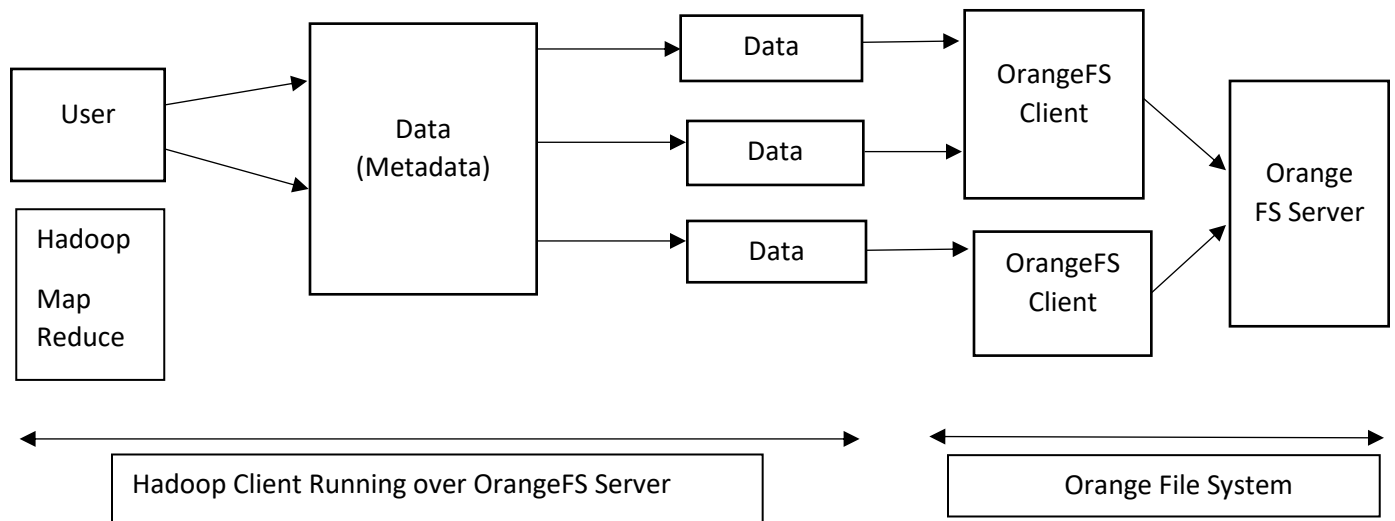 User
Hadoop
Map
Reduce
Data
(Metadata)
Data
Data
Data
OrangeFS
Client
OrangeFS
Client
Orange
FS Server
Hadoop Client Running over OrangeFS Server
Orange File System